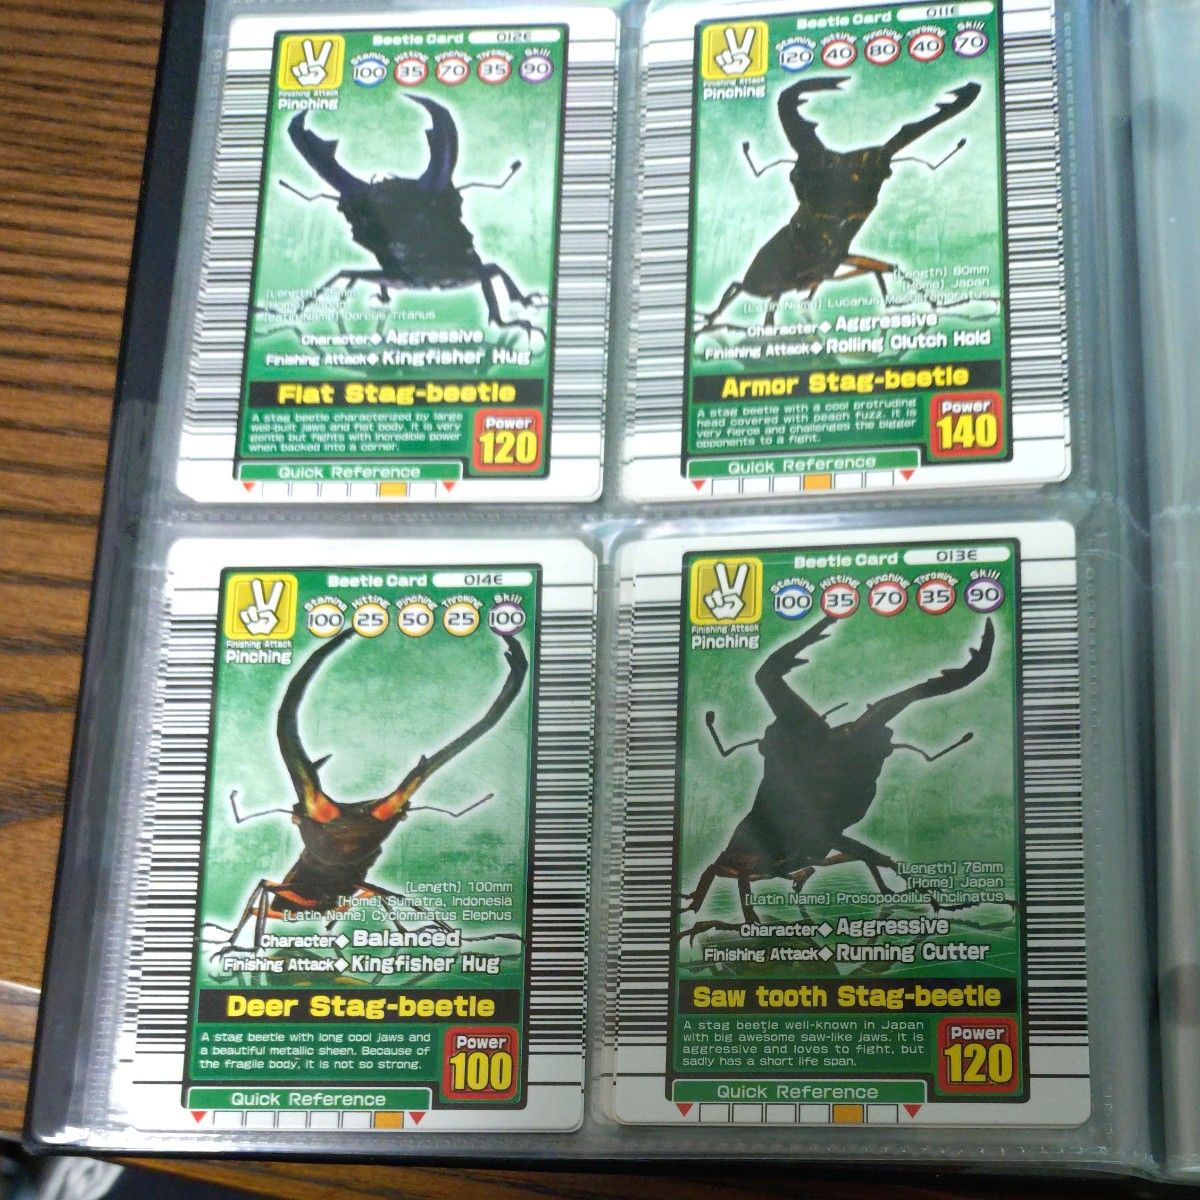 Beetle Card 012E
Stamina Hitting Pinching Throwing Skill
100 35 70 35 90
Finishing Attack
Pinching
[Length]
[Home] Japan
[Latin Name] Dorcus Titanus
Character◆ Aggressive
Finishing Attack◆ Kingfisher Hug
Flat Stag-beetle
A stag beetle characterized by large
well-built jaws and flat body. It is very
gentle but fights with incredible power
when backed into a corner.
Power
120
Quick Reference
Beetle Card 011E
Stamina Hitting Pinching Throwing Skill
120 40 80 40 70
Finishing Attack
Pinching
[Length] 80mm
[Home] Japan
[Latin Name] Lucanus Maculifemoratus
Character◆ Aggressive
Finishing Attack◆ Rolling Clutch Hold
Armor Stag-beetle
A stag beetle with a cool protruding
head covered with peach fuzz. It is
very fierce and challenges the bigger
opponents to a fight.
Power
140
Quick Reference
Beetle Card 014E
Stamina Hitting Pinching Throwing Skill
100 25 50 25 100
Finishing Attack
Pinching
[Length] 100mm
[Home] Sumatra, Indonesia
[Latin Name] Cyclommatus Elephus
Character◆ Balanced
Finishing Attack◆ Kingfisher Hug
Deer Stag-beetle
A stag beetle with long cool jaws and
a beautiful metallic sheen. Because of
the fragile body, it is not so strong.
Power
100
Quick Reference
Beetle Card 013E
Stamina Hitting Pinching Throwing Skill
100 35 70 35 90
Finishing Attack
Pinching
[Length] 76mm
[Home] Japan
[Latin Name] Prosopocoilus Inclinatus
Character◆ Aggressive
Finishing Attack◆ Running Cutter
Saw tooth Stag-beetle
A stag beetle well-known in Japan
with big awesome saw-like jaws. It is
aggressive and loves to fight, but
sadly has a short life span.
Power
120
Quick Reference